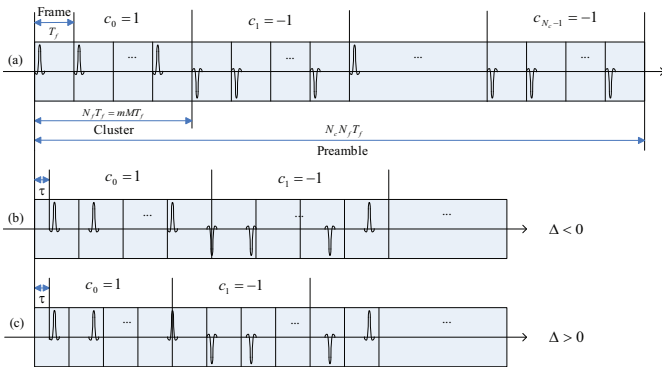 Frame
T_f
c_0 = 1
c_1 = −1
c_{N_c−1} = −1
(a)
...
...
...
N_f T_f = mMT_f
Cluster
N_c N_f T_f
Preamble
c_0 = 1
c_1 = −1
τ
(b)
...
...
...
Δ < 0
c_0 = 1
c_1 = −1
τ
(c)
...
...
...
Δ > 0